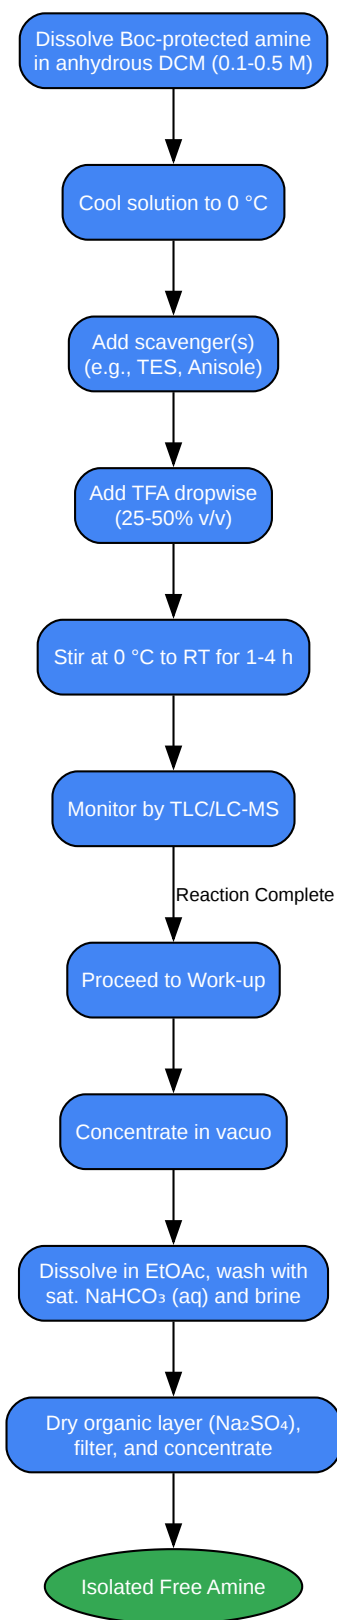 Dissolve Boc-protected amine
in anhydrous DCM (0.1-0.5 M)
Cool solution to 0 °C
Add scavenger(s)
(e.g., TES, Anisole)
Add TFA dropwise
(25-50% v/v)
Stir at 0 °C to RT for 1-4 h
Monitor by TLC/LC-MS
Reaction Complete
Proceed to Work-up
Concentrate in vacuo
Dissolve in EtOAc, wash with
sat. NaHCO₃ (aq) and brine
Dry organic layer (Na₂SO₄),
filter, and concentrate
Isolated Free Amine